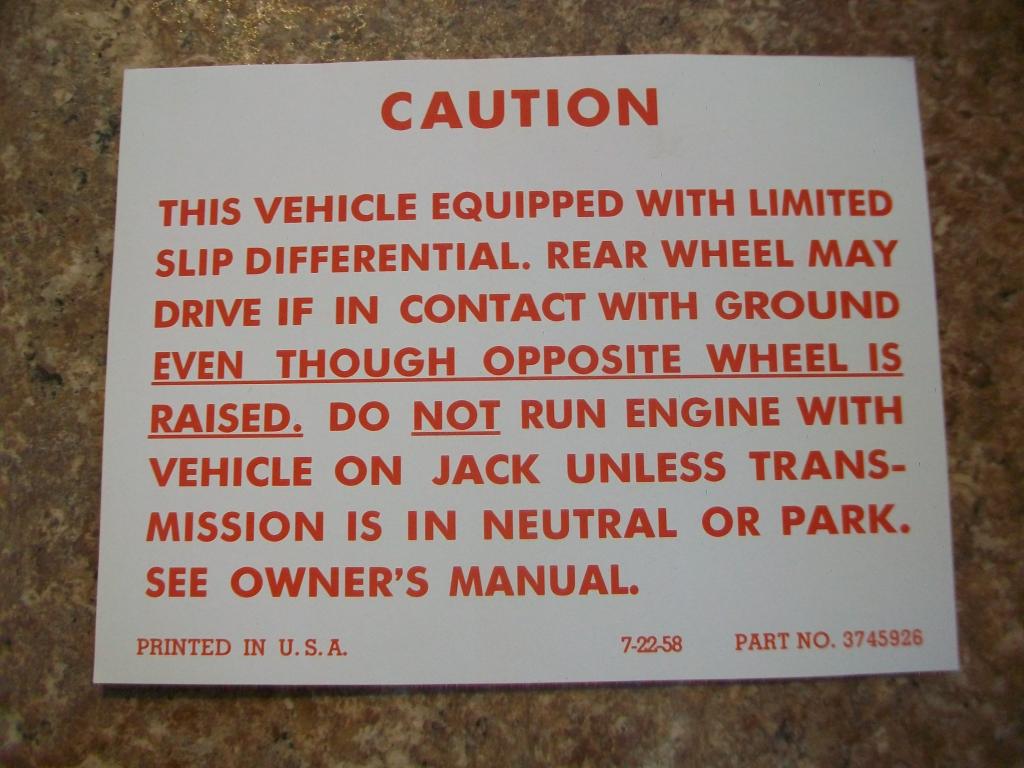 CAUTION
THIS VEHICLE EQUIPPED WITH LIMITED
SLIP DIFFERENTIAL. REAR WHEEL MAY
DRIVE IF IN CONTACT WITH GROUND
EVEN THOUGH OPPOSITE WHEEL IS
RAISED. DO NOT RUN ENGINE WITH
VEHICLE ON JACK UNLESS TRANS-
MISSION IS IN NEUTRAL OR PARK.
SEE OWNER'S MANUAL.
PRINTED IN U.S.A. 7-22-58 PART NO. 3745926